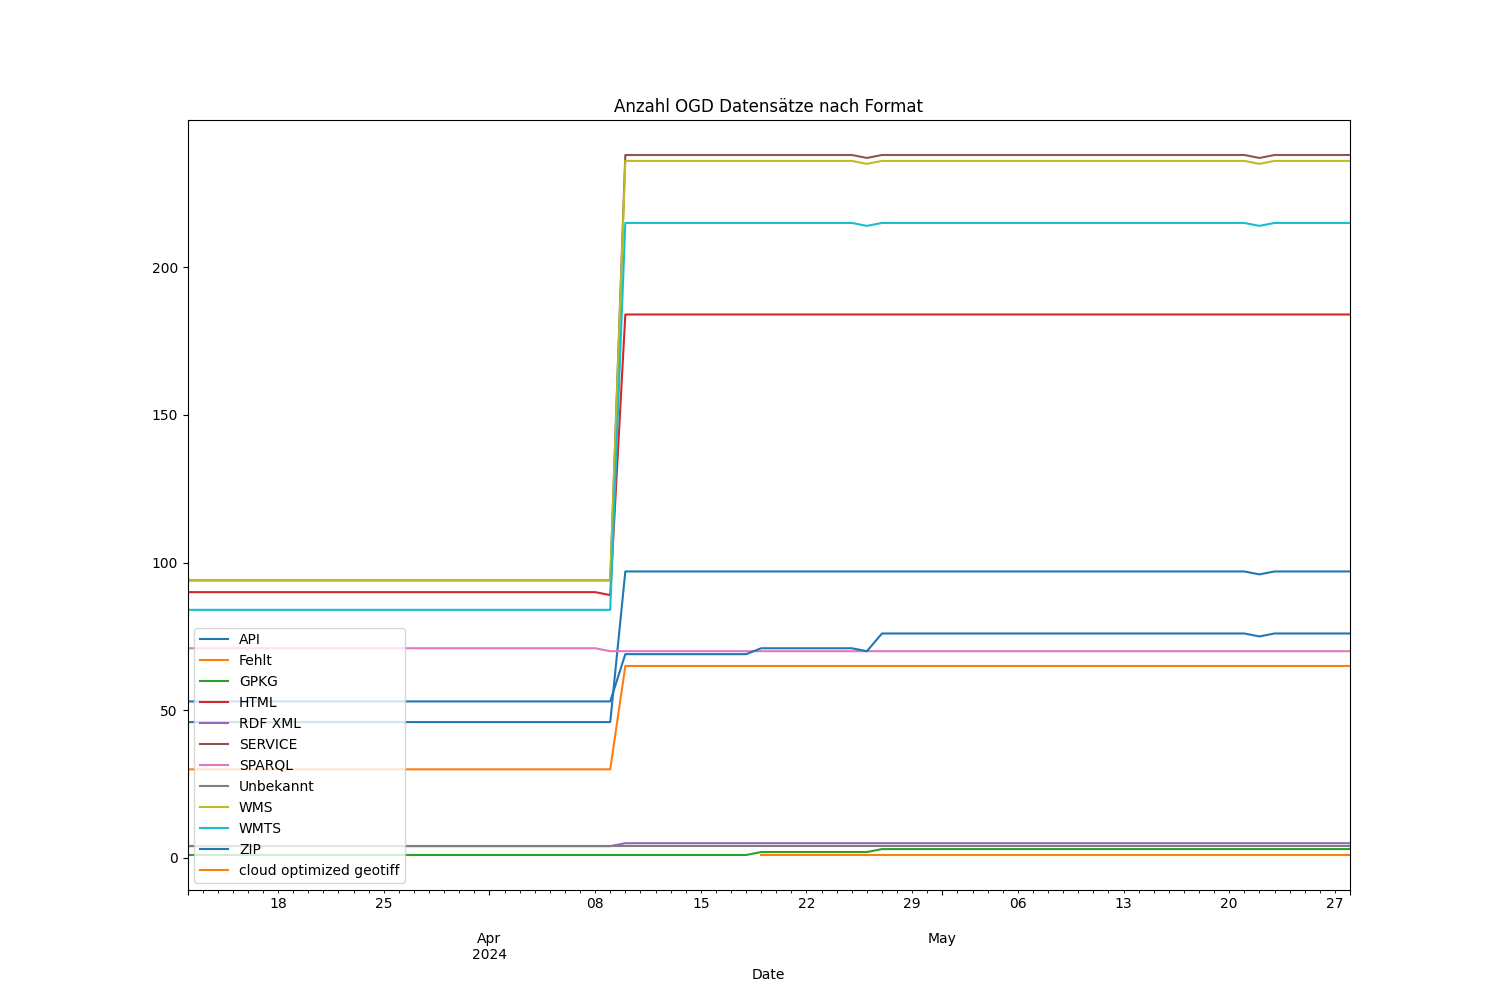 Anzahl OGD Datensätze nach Format
200
150
100
50
0
API
Fehlt
GPKG
HTML
RDF XML
SERVICE
SPARQL
Unbekannt
WMS
WMTS
ZIP
cloud optimized geotiff
18 25 08 15 22 29 06 13 20 27
Apr May
2024
Date